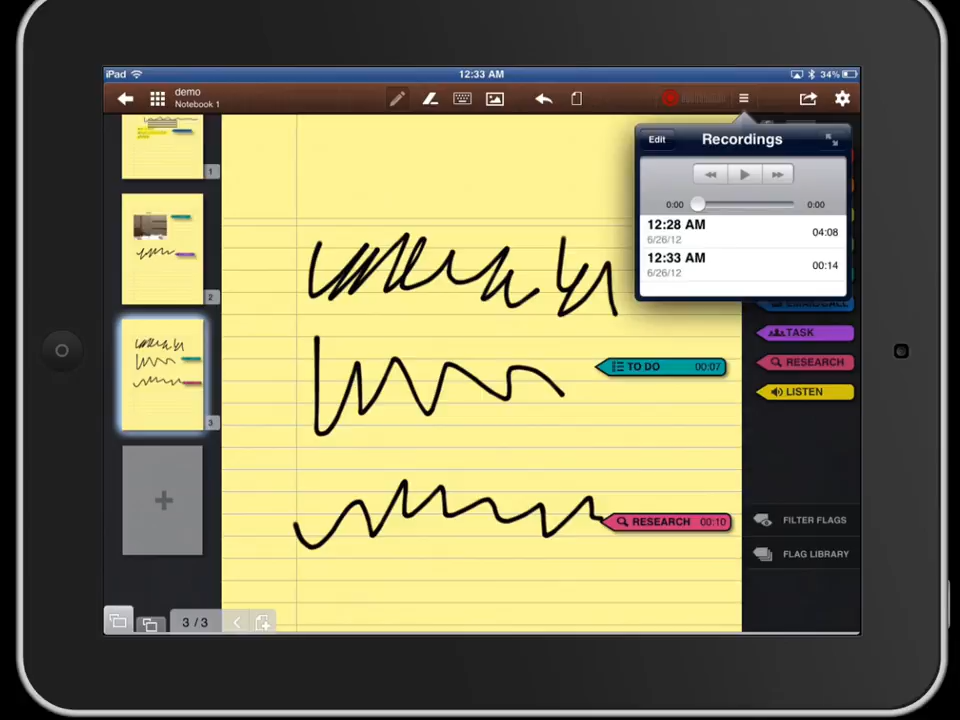 iPad
12:33 AM
34%
demo
Notebook 1
Edit
Recordings
0:00
0:00
12:28 AM
6/26/12
04:08
12:33 AM
6/26/12
00:14
1
2
3
TO DO 00:07
RESEARCH 00:10
EMAIL/CALL
TASK
RESEARCH
LISTEN
FILTER FLAGS
FLAG LIBRARY
3 / 3